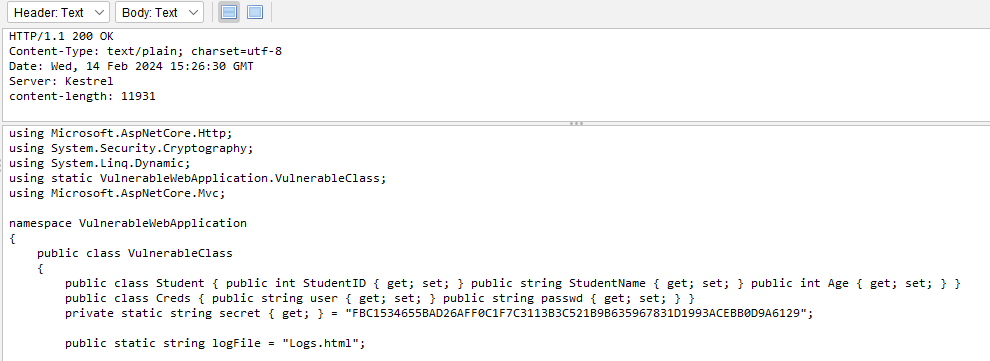 Header: Text Body: Text
HTTP/1.1 200 OK
Content-Type: text/plain; charset=utf-8
Date: Wed, 14 Feb 2024 15:26:30 GMT
Server: Kestrel
content-length: 11931
using Microsoft.AspNetCore.Http;
using System.Security.Cryptography;
using System.Linq.Dynamic;
using static VulnerableWebApplication.VulnerableClass;
using Microsoft.AspNetCore.Mvc;
namespace VulnerableWebApplication
{
public class VulnerableClass
{
public class Student { public int StudentID { get; set; } public string StudentName { get; set; } public int Age { get; set; } }
public class Creds { public string user { get; set; } public string passwd { get; set; } }
private static string secret { get; } = "FBC1534655BAD26AFF0C1F7C3113B3C521B9B635967831D1993ACEBB0D9A6129";
public static string logFile = "Logs.html";